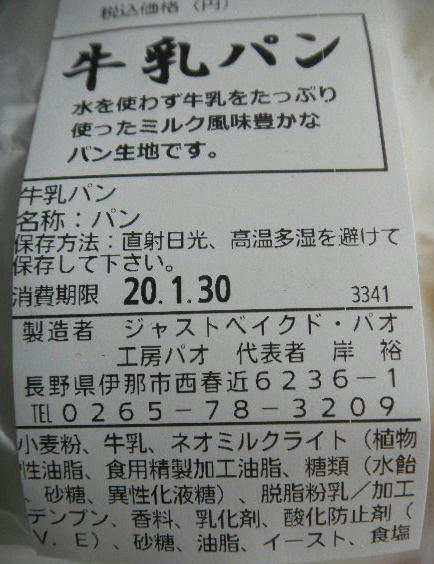 税込価格（円）
牛乳パン
水を使わず牛乳をたっぷり
使ったミルク風味豊かな
パン生地です。
牛乳パン
名称：パン
保存方法：直射日光、高温多湿を避けて
保存して下さい。
消費期限 20.1.30 3341
製造者 ジャストベイクド・パオ
工房パオ 代表者 岸 裕
長野県伊那市西春近６２３６－１
TEL０２６５－７８－３２０９
小麦粉、牛乳、ネオミルクライト（植物
性油脂、食用精製加工油脂、糖類（水飴
、砂糖、異性化液糖）、脱脂粉乳／加工
デンプン、香料、乳化剤、酸化防止剤（
Ｖ．Ｅ）、砂糖、油脂、イースト、食塩